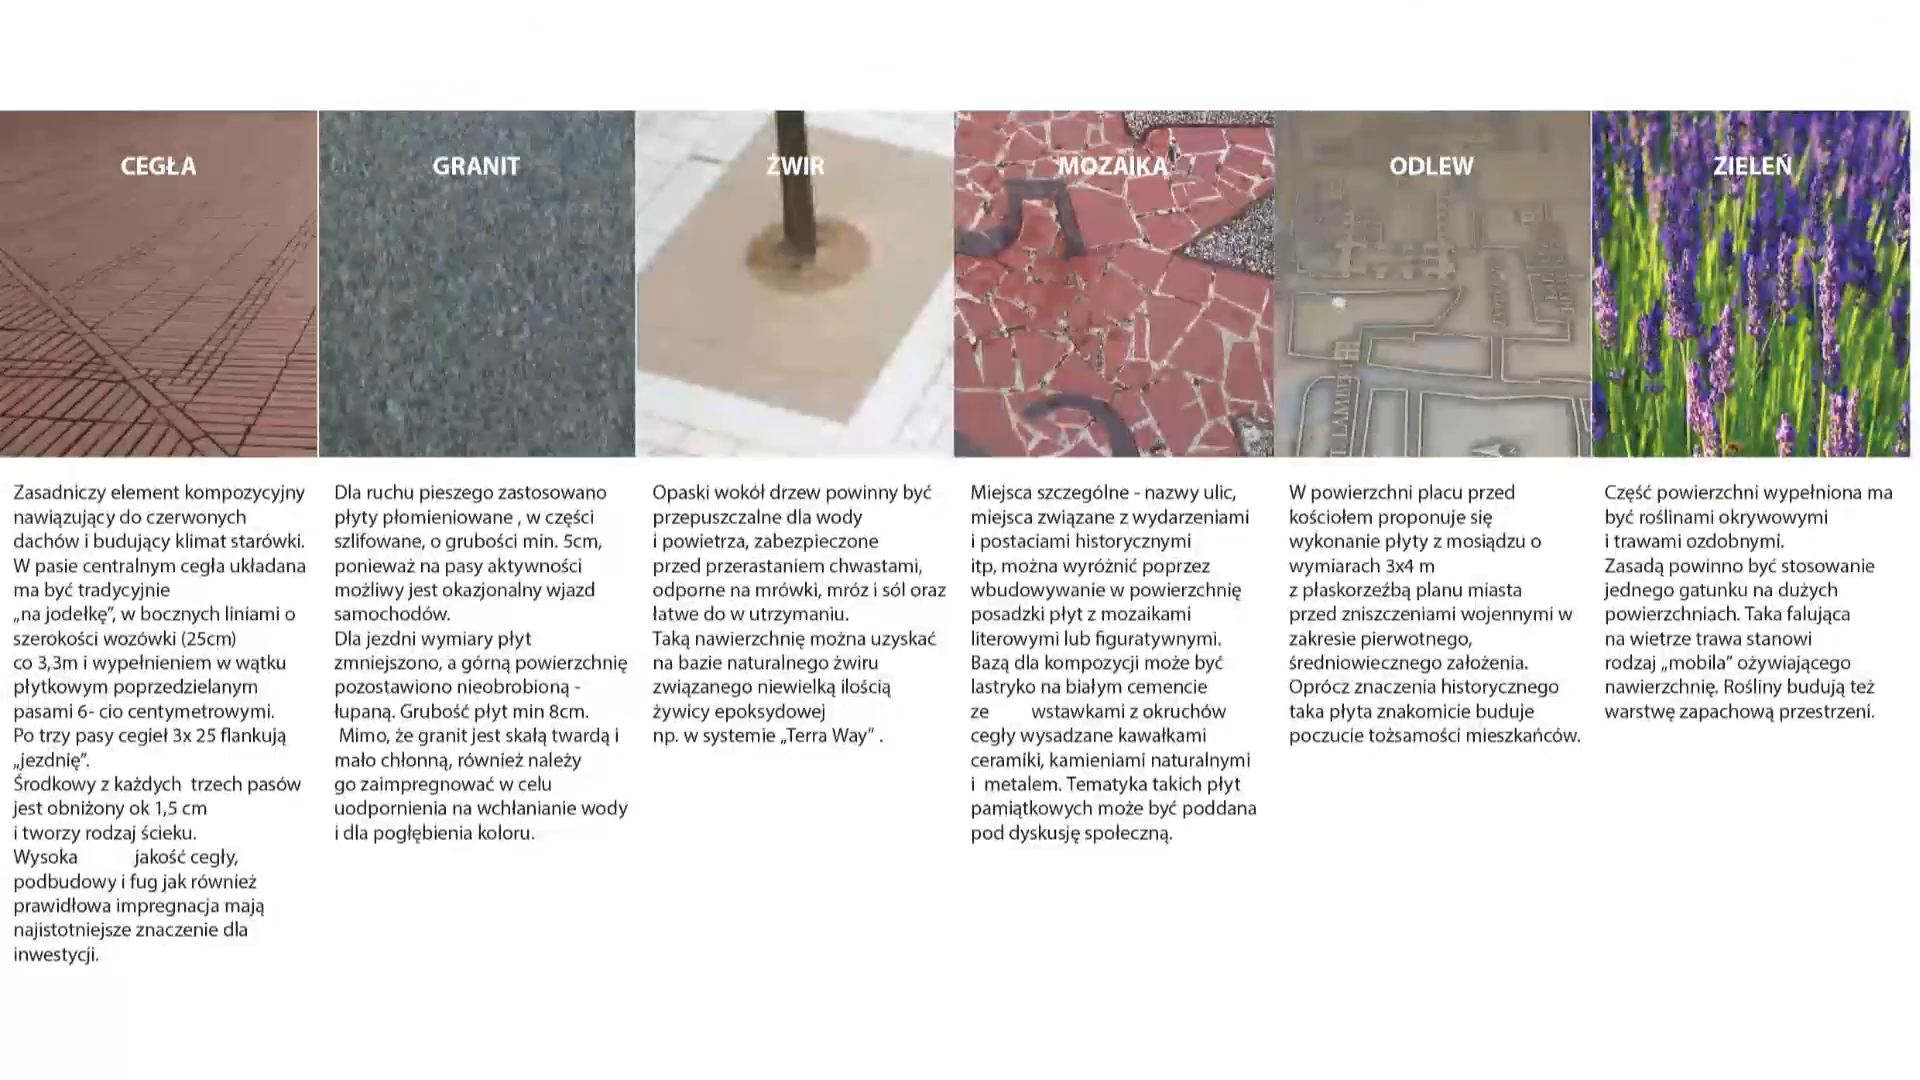 CEGŁA
Zasadniczy element kompozycyjny
nawiązujący do czerwonych
dachów i budujący klimat starówki.
W pasie centralnym cegła układana
ma być tradycyjnie
„na jodełkę”, w bocznych liniami o
szerokości wozówki (25cm)
co 3,3m i wypełnieniem w wątku
płytkowym poprzedzielanym
pasami 6- cio centymetrowymi.
Po trzy pasy cegieł 3x 25 flankują
„jezdnię”.
Środkowy z każdych trzech pasów
jest obniżony ok 1,5 cm
i tworzy rodzaj ścieku.
Wysoka jakość cegły,
podbudowy i fug jak również
prawidłowa impregnacja mają
najistotniejsze znaczenie dla
inwestycji.
GRANIT
Dla ruchu pieszego zastosowano
płyty płomieniowane , w części
szlifowane, o grubości min. 5cm,
ponieważ na pasy aktywności
możliwy jest okazjonalny wjazd
samochodów.
Dla jezdni wymiary płyt
zmniejszono, a górną powierzchnię
pozostawiono nieobrobioną -
łupaną. Grubość płyt min 8cm.
Mimo, że granit jest skałą twardą i
mało chłonną, również należy
go zaimpregnować w celu
uodpornienia na wchłanianie wody
i dla pogłębienia koloru.
ŻWIR
Opaski wokół drzew powinny być
przepuszczalne dla wody
i powietrza, zabezpieczone
przed przerastaniem chwastami,
odporne na mrówki, mróz i sól oraz
łatwe do w utrzymaniu.
Taką nawierzchnię można uzyskać
na bazie naturalnego żwiru
związanego niewielką ilością
żywicy epoksydowej
np. w systemie „Terra Way” .
MOZAIKA
Miejsca szczególne - nazwy ulic,
miejsca związane z wydarzeniami
i postaciami historycznymi
itp, można wyróżnić poprzez
wbudowywanie w powierzchnię
posadzki płyt z mozaikami
literowymi lub figuratywnymi.
Bazą dla kompozycji może być
lastryko na białym cemencie
ze wstawkami z okruchów
cegły wysadzane kawałkami
ceramiki, kamieniami naturalnymi
i metalem. Tematyka takich płyt
pamiątkowych może być poddana
pod dyskusję społeczną.
ODLEW
T LAMBERT
W powierzchni placu przed
kościołem proponuje się
wykonanie płyty z mosiądzu o
wymiarach 3x4 m
z płaskorzeźbą planu miasta
przed zniszczeniami wojennymi w
zakresie pierwotnego,
średniowiecznego założenia.
Oprócz znaczenia historycznego
taka płyta znakomicie buduje
poczucie tożsamości mieszkańców.
ZIELEŃ
Część powierzchni wypełniona ma
być roślinami okrywowymi
i trawami ozdobnymi.
Zasadą powinno być stosowanie
jednego gatunku na dużych
powierzchniach. Taka falująca
na wietrze trawa stanowi
rodzaj „mobila” ożywiającego
nawierzchnię. Rośliny budują też
warstwę zapachową przestrzeni.